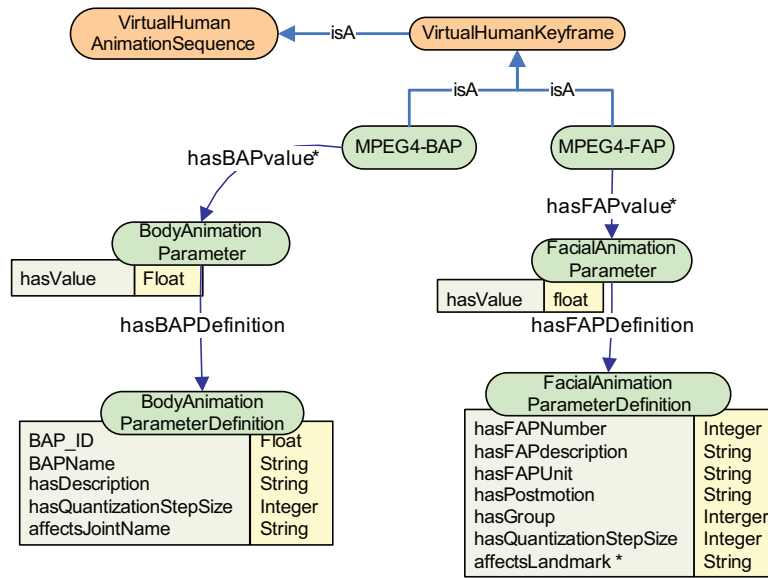 VirtualHuman
AnimationSequence
isA
VirtualHumanKeyframe
isA
isA
MPEG4-BAP
MPEG4-FAP
hasBAPvalue*
hasFAPvalue*
BodyAnimation
Parameter
hasValue Float
FacialAnimation
Parameter
hasValue float
hasBAPDefinition
hasFAPDefinition
BodyAnimation
ParameterDefinition
BAP_ID Float
BAPName String
hasDescription String
hasQuantizationStepSize Integer
affectsJointName String
FacialAnimation
ParameterDefinition
hasFAPNumber Integer
hasFAPdescription String
hasFAPUnit String
hasPostmotion String
hasGroup Interger
hasQuantizationStepSize Integer
affectsLandmark * String